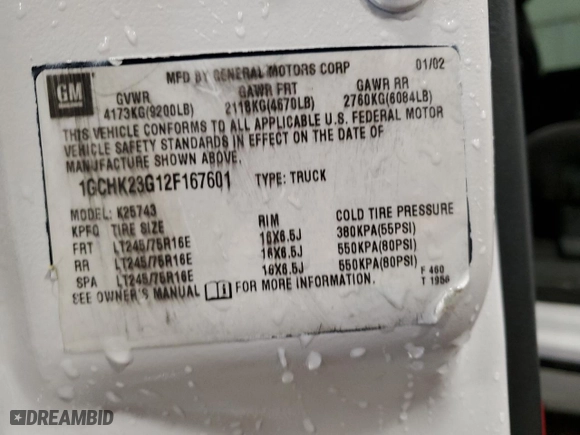 GM
MFD BY GENERAL MOTORS CORP 01/02
GVWR GAWR FRT GAWR RR
4173KG(9200LB) 2118KG(4670LB) 2760KG(6084LB)
THIS VEHICLE CONFORMS TO ALL APPLICABLE U.S. FEDERAL MOTOR
VEHICLE SAFETY STANDARDS IN EFFECT ON THE DATE OF
MANUFACTURE SHOWN ABOVE.
1GCHK23G12F167601 TYPE: TRUCK
MODEL: K25743
KPFO TIRE SIZE RIM COLD TIRE PRESSURE
FRT LT245/75R16E 16X6.5J 380KPA(55PSI)
RR LT245/75R16E 16X6.5J 550KPA(80PSI)
SPA LT245/75R16E 16X6.5J 550KPA(80PSI)
SEE OWNER'S MANUAL FOR MORE INFORMATION.
F 460
T 1956
DREAMBID